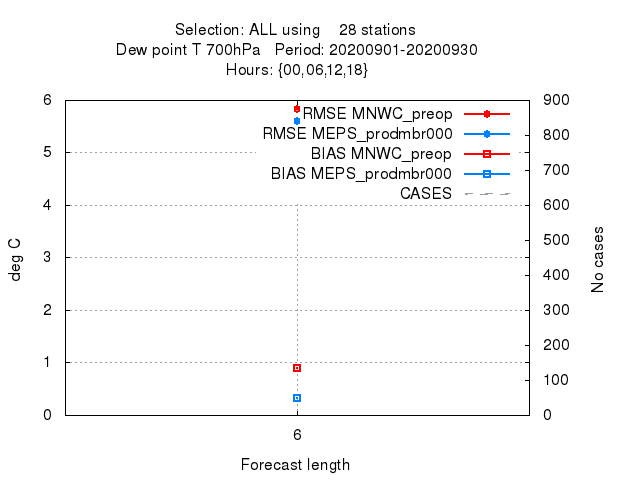 Selection: ALL using    28 stations
Dew point T 700hPa   Period: 20200901-20200930
Hours: {00,06,12,18}
6
5
4
3
2
1
0
900
800
700
600
500
400
300
200
100
0
RMSE MNWC_preop
RMSE MEPS_prodmbr000
BIAS MNWC_preop
BIAS MEPS_prodmbr000
CASES
deg C
No cases
6
Forecast length